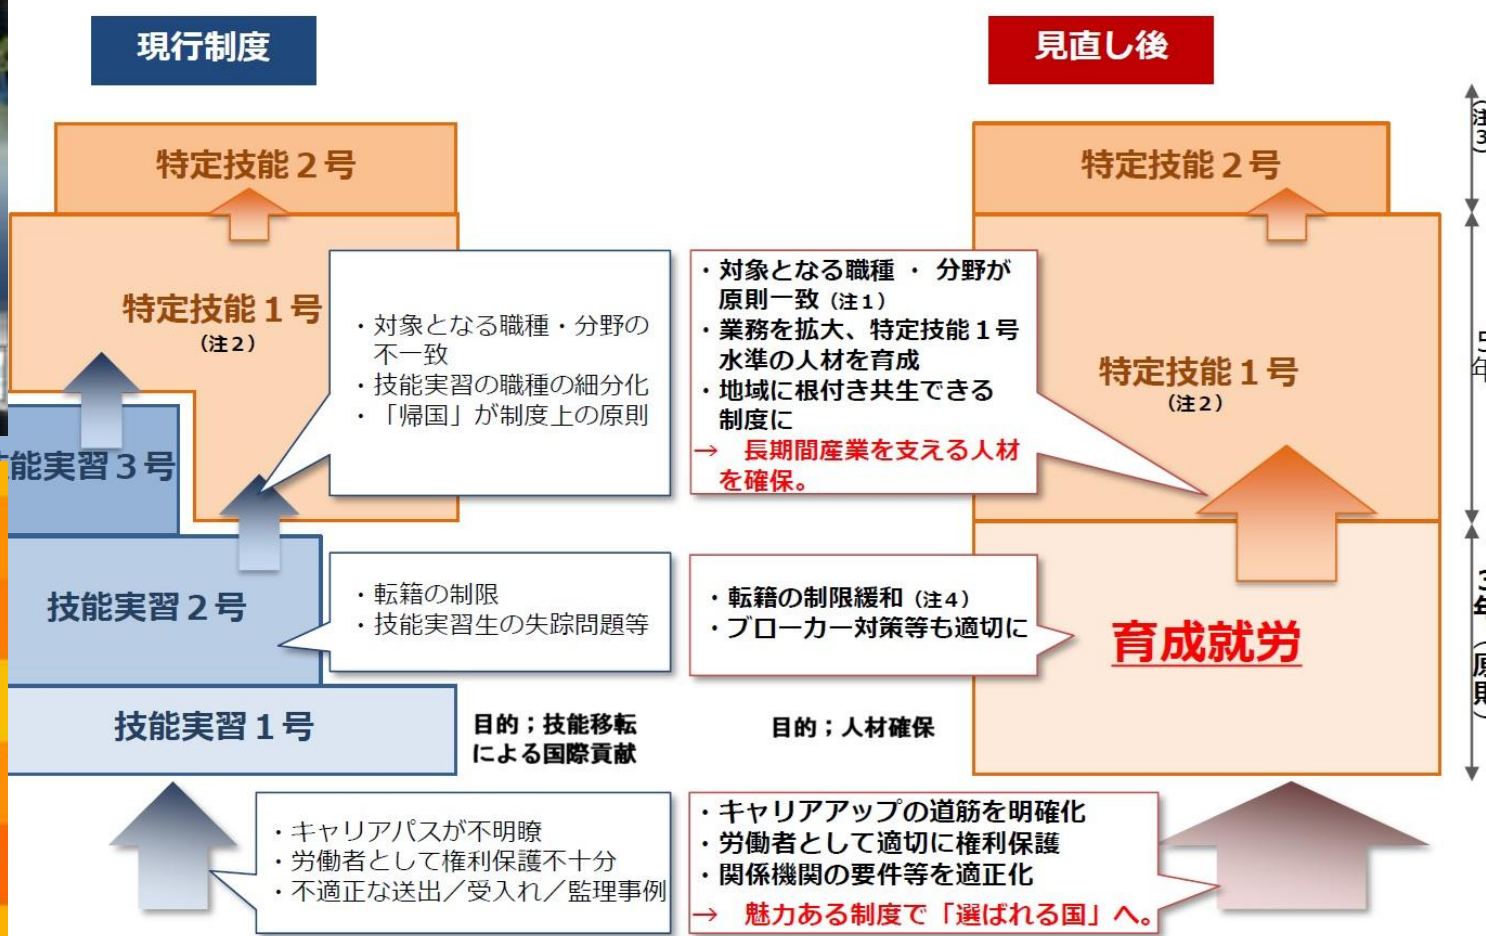 現行制度
特定技能２号
特定技能１号
（注２）
・対象となる職種・分野の
不一致
・技能実習の職種の細分化
・「帰国」が制度上の原則
能実習３号
技能実習２号
・転籍の制限
・技能実習生の失踪問題等
技能実習１号
目的；技能移転
による国際貢献
・キャリアパスが不明瞭
・労働者として権利保護不十分
・不適正な送出／受入れ／監理事例
見直し後
特定技能２号
（注３）
・対象となる職種 ・ 分野が
原則一致（注１）
・業務を拡大、特定技能１号
水準の人材を育成
・地域に根付き共生できる
制度に
→ 長期間産業を支える人材
を確保。
特定技能１号
（注２）
5年
・転籍の制限緩和（注４）
・ブローカー対策等も適切に
育成就労
3年（原則）
目的；人材確保
・キャリアアップの道筋を明確化
・労働者として適切に権利保護
・関係機関の要件等を適正化
→ 魅力ある制度で「選ばれる国」へ。